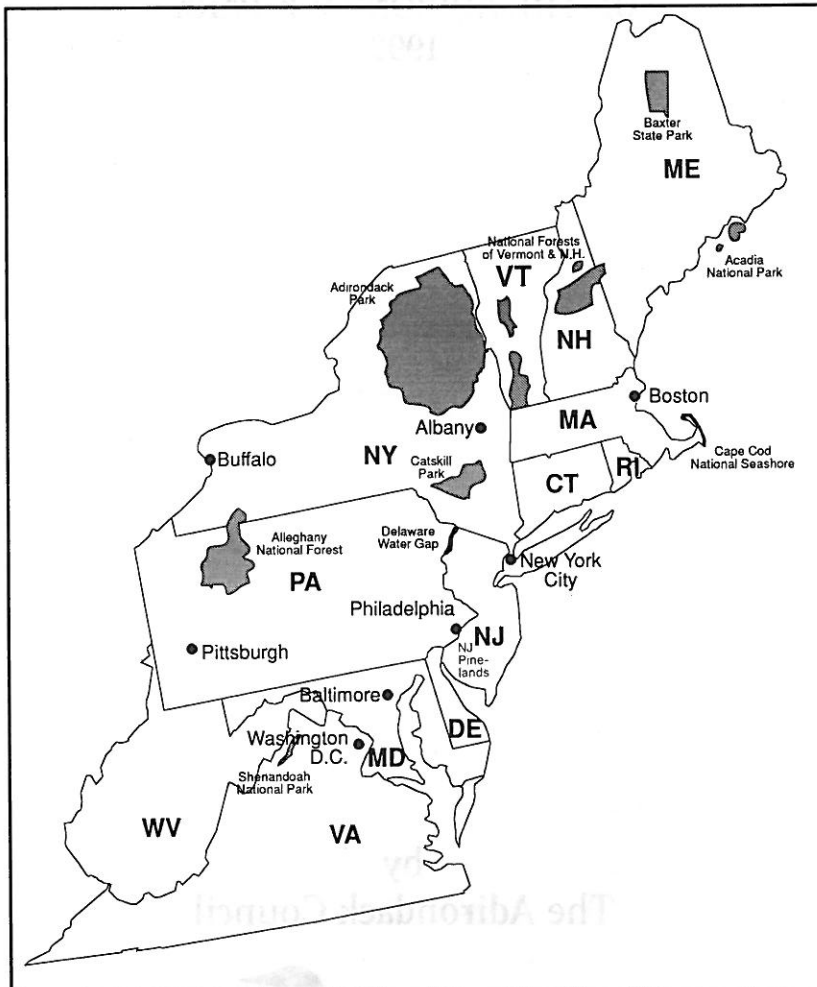 Baxter
State Park
ME
National Forests
of Vermont & N.H.
VT
Acadia
National Park
Adirondack
Park
NH
Boston
MA
Albany
Cape Cod
National Seashore
NY
Buffalo
Catskill
Park
CT
RI
Alleghany
National Forest
Delaware
Water Gap
New York
City
PA
Philadelphia
NJ
Pittsburgh
NJ
Pine-
lands
Baltimore
DE
Washington
D.C.
MD
Shenandoah
National Park
WV
VA
by
The Adirondack Council